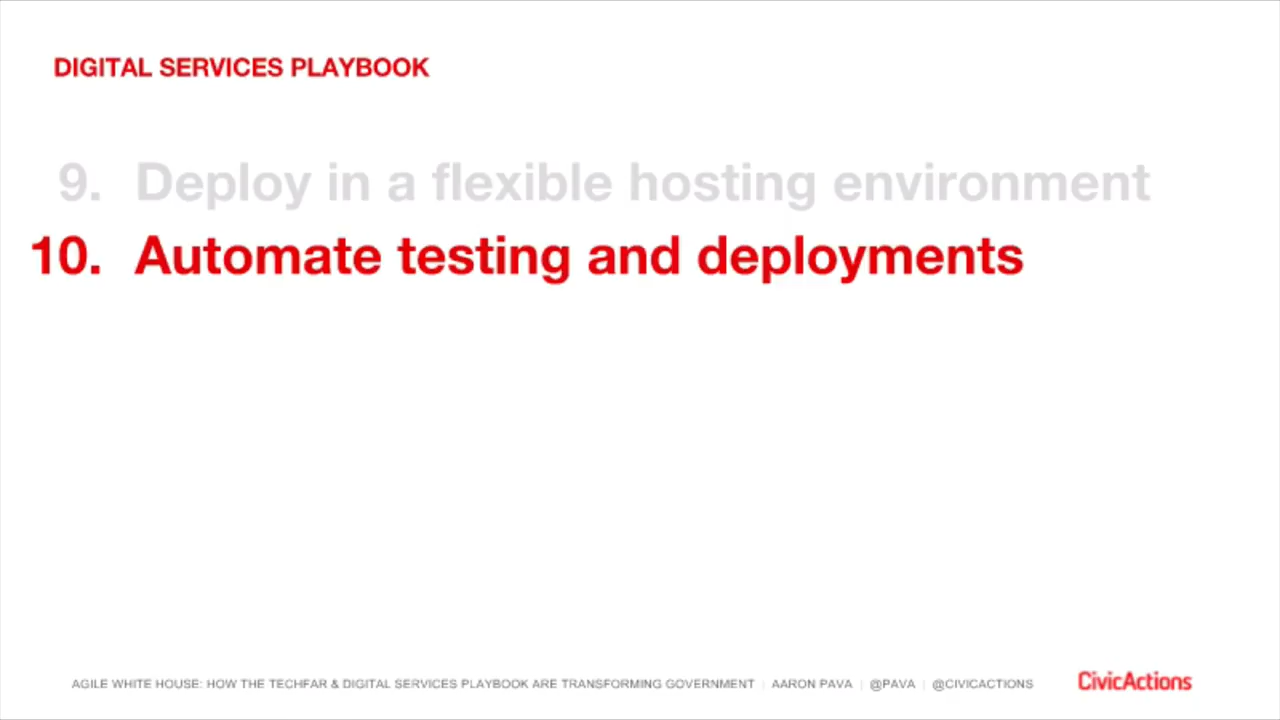 DIGITAL SERVICES PLAYBOOK
9. Deploy in a flexible hosting environment
10. Automate testing and deployments
AGILE WHITE HOUSE: HOW THE TECHFAR & DIGITAL SERVICES PLAYBOOK ARE TRANSFORMING GOVERNMENT | AARON PAVA | @PAVA | @CIVICACTIONS CivicActions